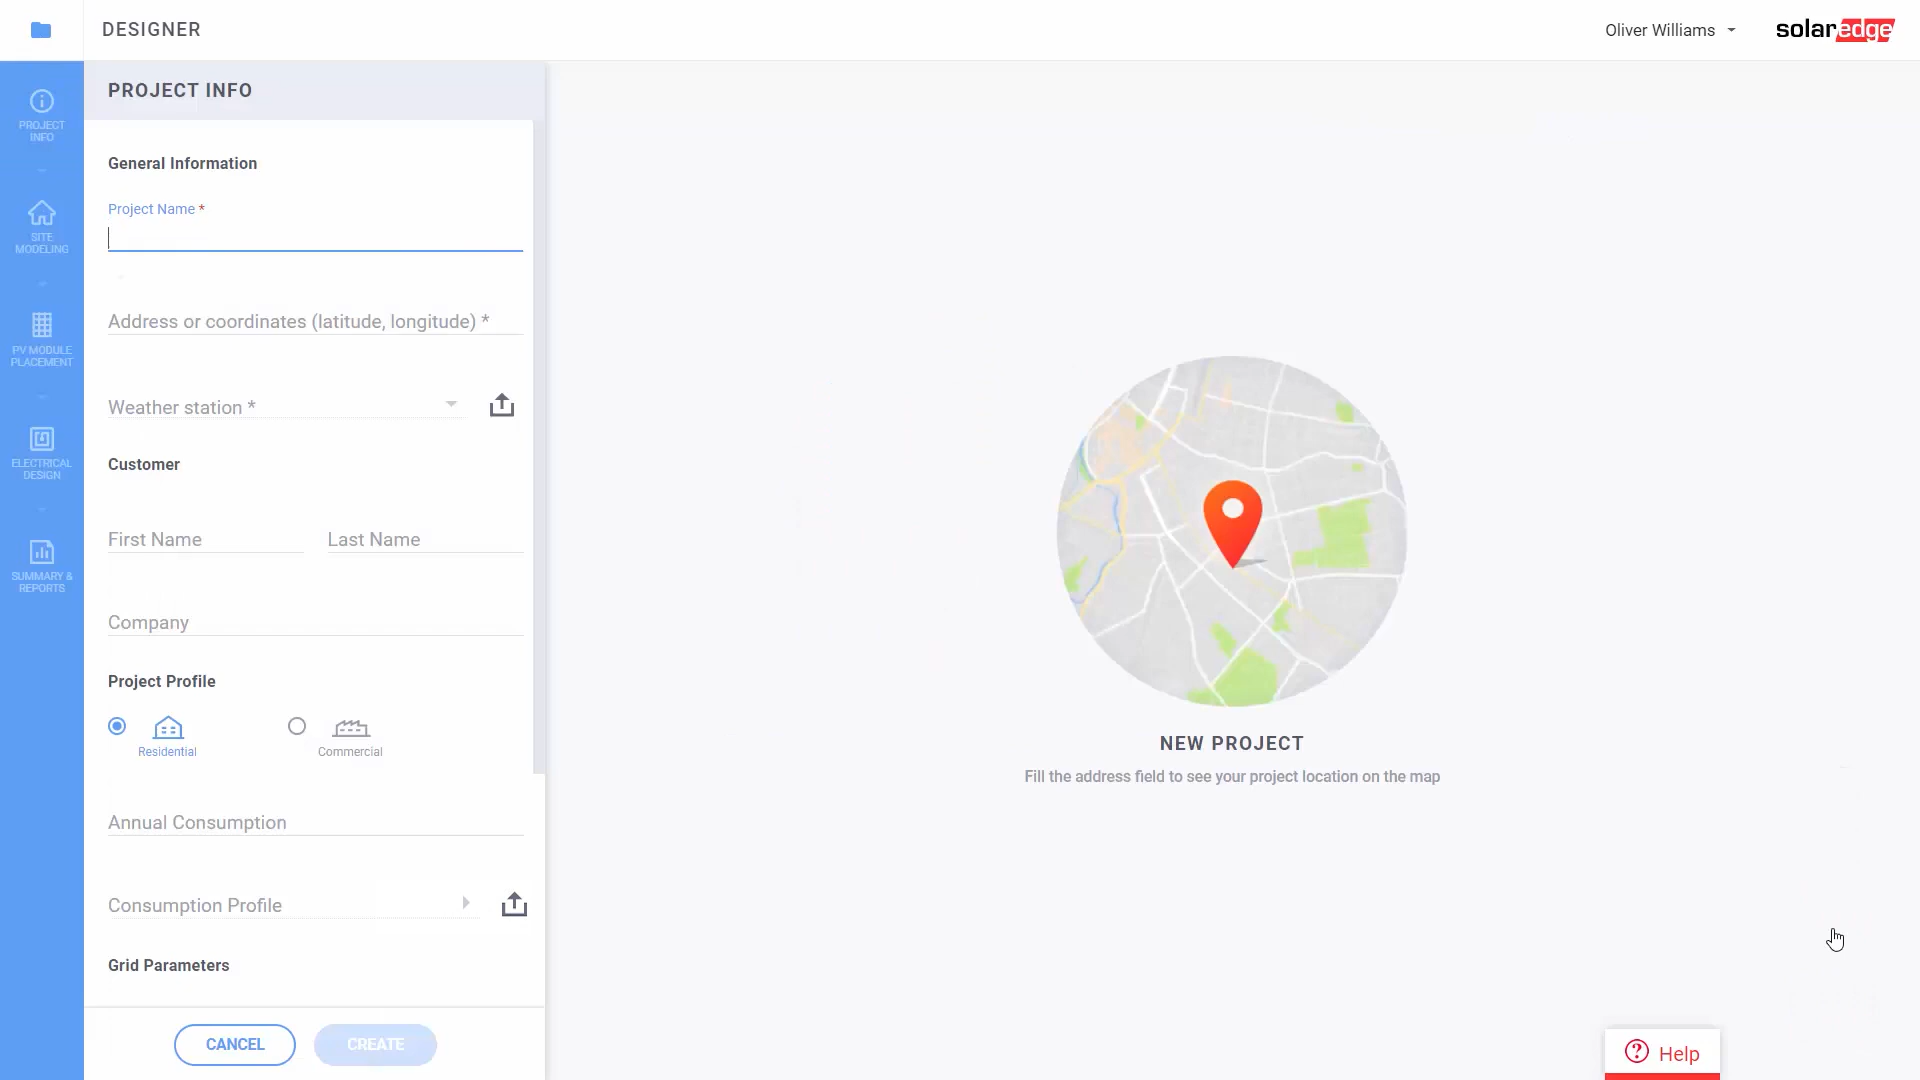 DESIGNER
Oliver Williams
solaredge
PROJECT INFO
PROJECT
INFO
SITE
MODELING
PV MODULE
PLACEMENT
ELECTRICAL
DESIGN
SUMMARY &
REPORTS
General Information
Project Name *
Address or coordinates (latitude, longitude) *
Weather station *
Customer
First Name
Last Name
Company
Project Profile
Residential
Commercial
Annual Consumption
Consumption Profile
Grid Parameters
CANCEL
CREATE
NEW PROJECT
Fill the address field to see your project location on the map
Help